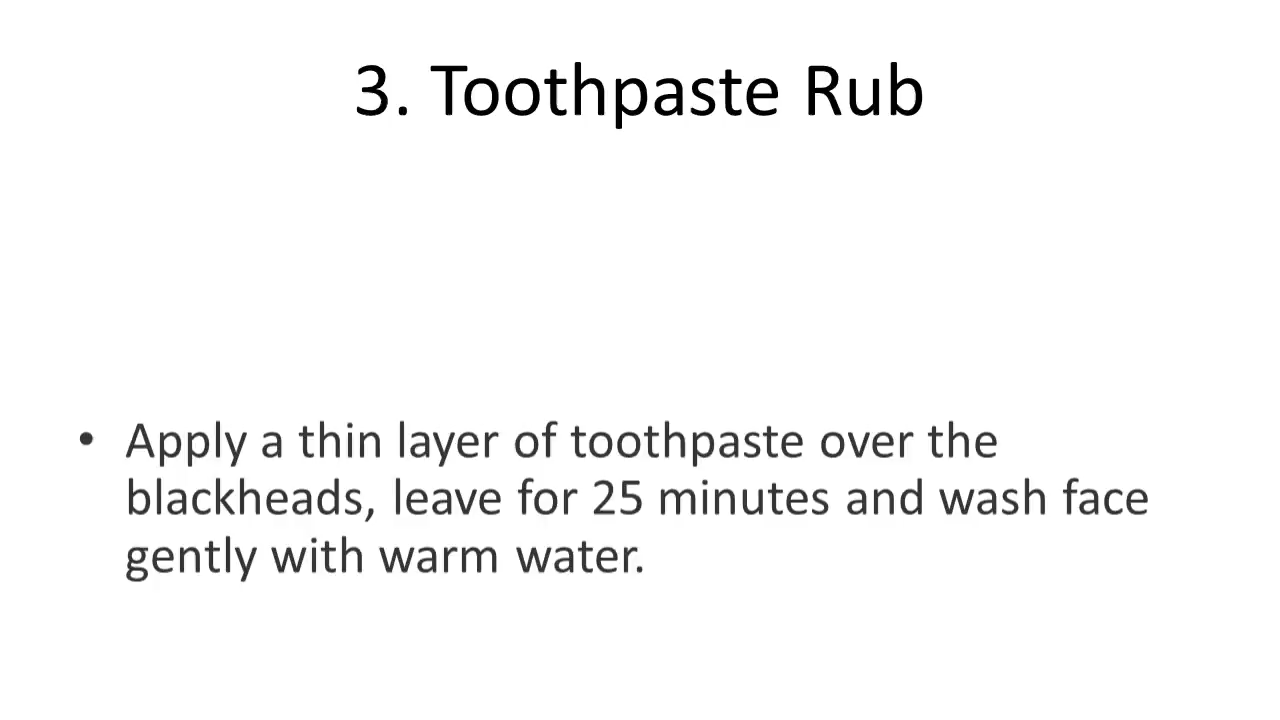 3. Toothpaste Rub
• Apply a thin layer of toothpaste over the
blackheads, leave for 25 minutes and wash face
gently with warm water.